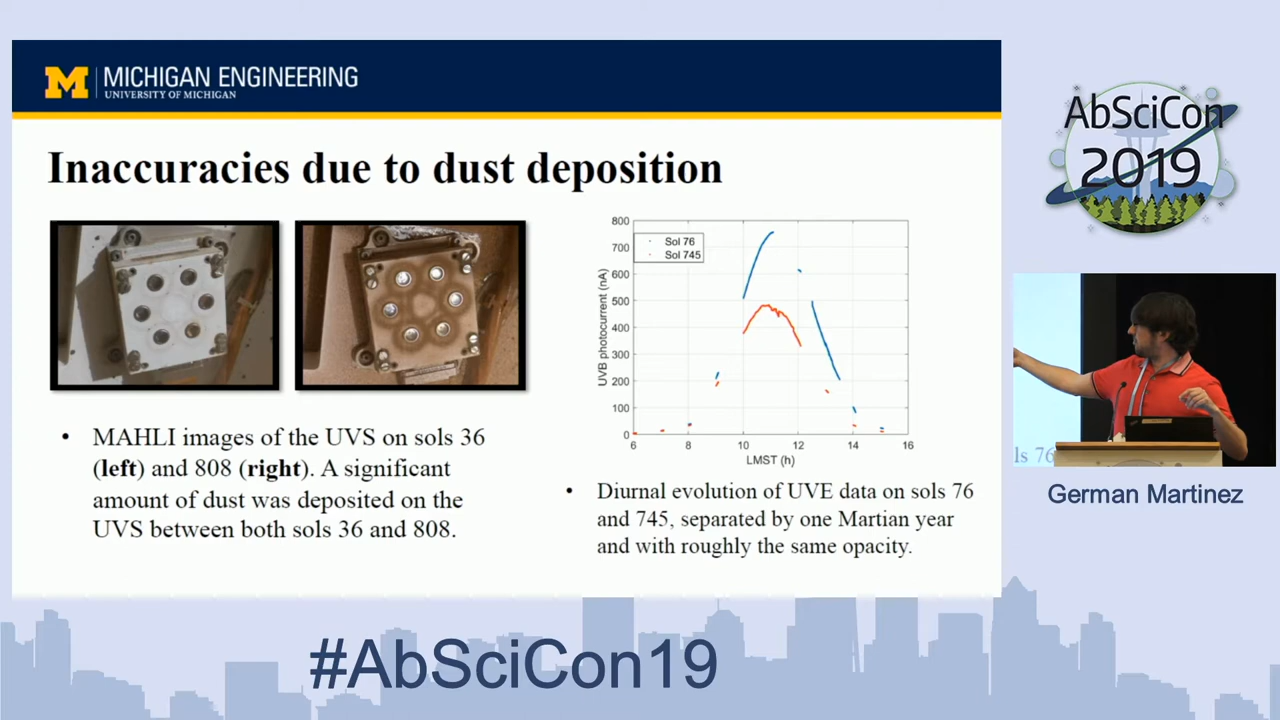 MICHIGAN ENGINEERING
UNIVERSITY OF MICHIGAN
Inaccuracies due to dust deposition
• MAHLI images of the UVS on sols 36
(left) and 808 (right). A significant
amount of dust was deposited on the
UVS between both sols 36 and 808.
800
700
600
500
400
300
200
100
0
UVB photocurrent (nA)
Sol 76
Sol 745
6 8 10 12 14 16
LMST (h)
• Diurnal evolution of UVE data on sols 76
and 745, separated by one Martian year
and with roughly the same opacity.
AbSciCon
2019
ls 76
German Martinez
#AbSciCon19